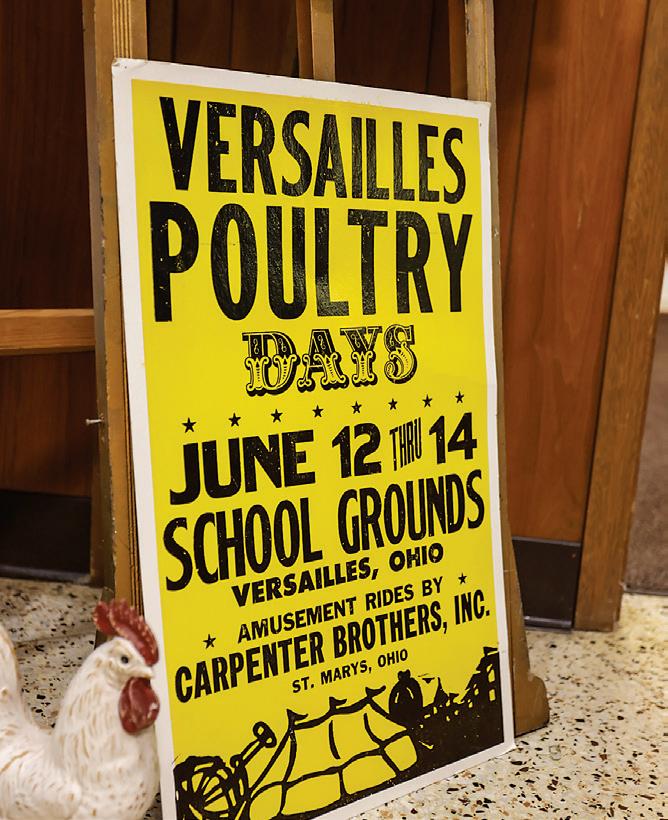 VERSAILLES
POULTRY
DAYS
JUNE 12 THRU 14
SCHOOL GROUNDS
VERSAILLES, OHIO
AMUSEMENT RIDES BY
CARPENTER BROTHERS, INC.
ST. MARYS, OHIO